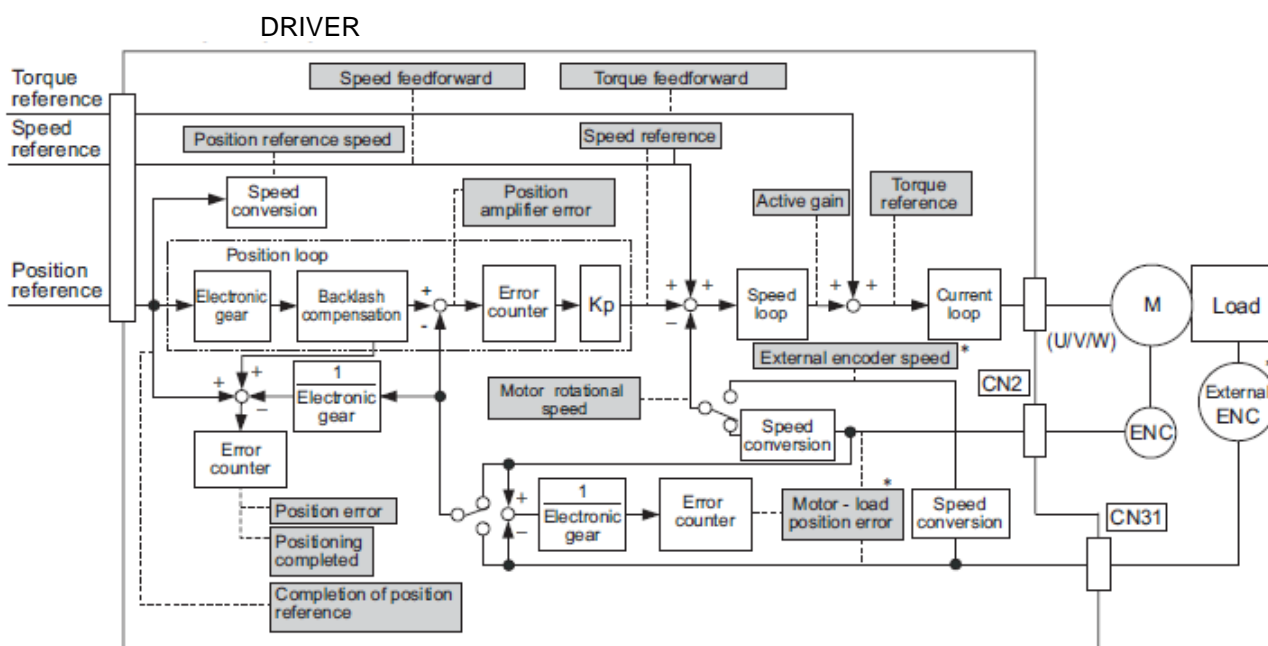 DRIVER
Torque
reference
Speed
reference
Position
reference
Speed feedforward
Torque feedforward
Position reference speed
Speed reference
Speed
conversion
Position
amplifier error
Active gain
Torque
reference
Position loop
Electronic
gear
Backlash
compensation
+
-
Error
counter
Kp
+
+
−
Speed
loop
+
+
Current
loop
(U/V/W)
M
Load
External encoder speed *
CN2
*
External
ENC
ENC
+
+
−
1
Electronic
gear
Motor rotational
speed
Speed
conversion
Error
counter
+
−
1
Electronic
gear
Error
counter
*
Motor - load
position error
Speed
conversion
CN31
Position error
Positioning
completed
Completion of position
reference